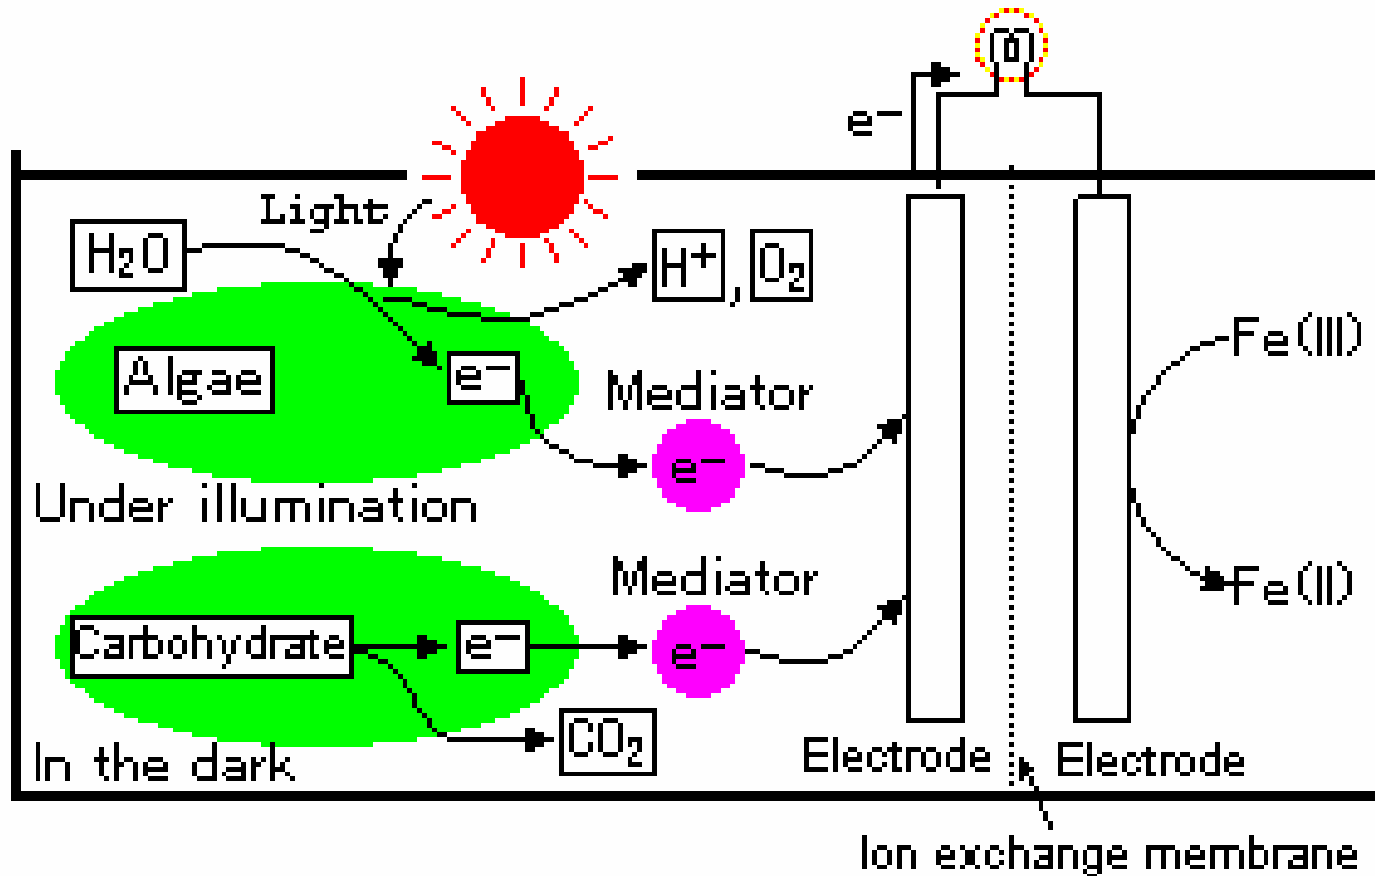 e⁻
Light
H₂O
H⁺, O₂
Fe(III)
Algae
e⁻
Mediator
e⁻
Under illumination
Mediator
Fe(II)
Carbohydrate
e⁻
e⁻
CO₂
In the dark
Electrode
Electrode
Ion exchange membrane